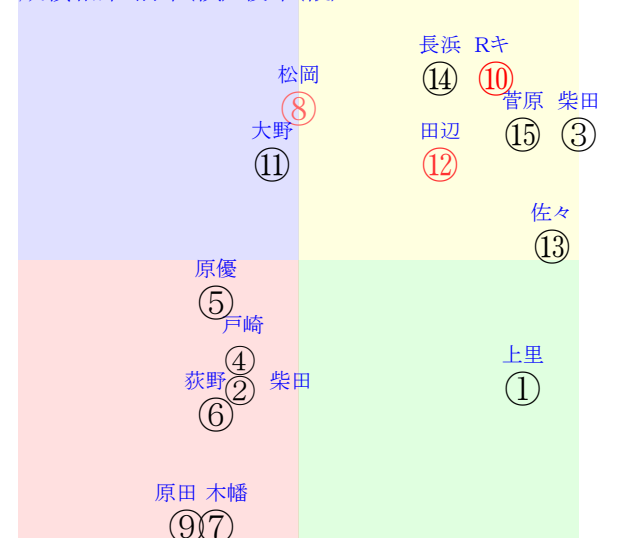 長浜 Rキ
⑭ ⑩
松岡
⑧
菅原 柴田
⑮ ③
大野
⑪
田辺
⑫
佐々
⑬
原優
⑤
戸崎
④
上里
①
荻野 柴田
② 
⑥
原田 木幡
⑨⑦